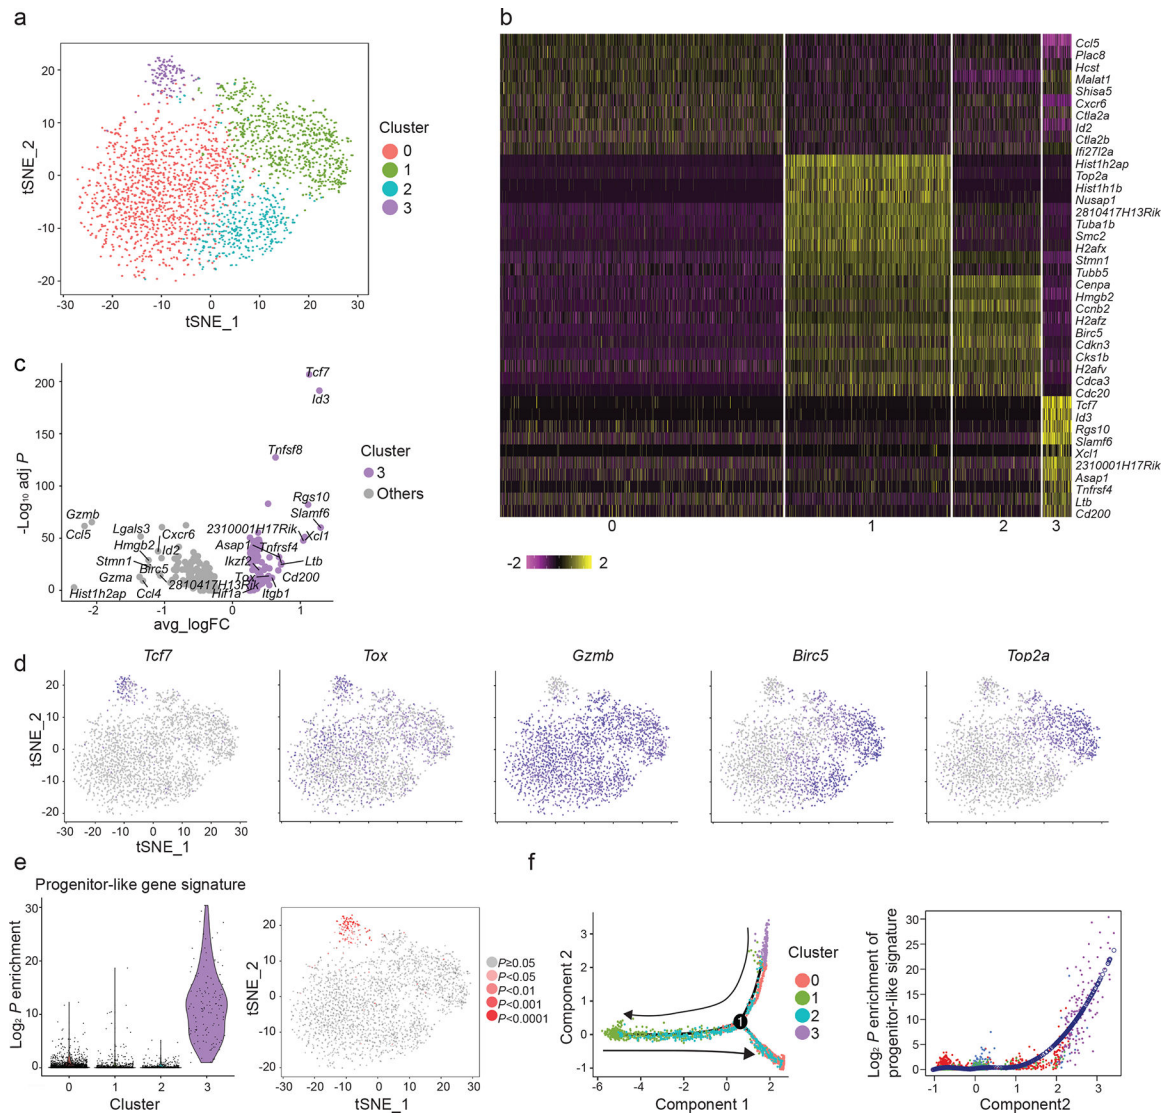 a
20
10
0
-10
-20
tSNE_2
-30
-20
-10
0
10
20
30
tSNE_1
Cluster
0
1
2
3
b
Ccl5
Plac8
Hcst
Malat1
Shisa5
Cxcr6
Ctla2a
Id2
Ctla2b
Ifi27l2a
Hist1h2ap
Top2a
Hist1h1b
Nusap1
2810417H13Rik
Tuba1b
Smc2
H2afx
Stmn1
Tubb5
Cenpa
Hmgb2
Ccnb2
H2afz
Birc5
Cdkn3
Cks1b
H2afv
Cdca3
Cdc20
Tcf7
Id3
Rgs10
Slamf6
Xcl1
2310001H17Rik
Asap1
Tnfrsf4
Ltb
Cd200
0
1
2
3
-2
2
c
200
150
100
50
0
-Log₁₀ adj P
Tcf7
Id3
Tnfsf8
Rgs10
Slamf6
Gzmb
Ccl5
Lgals3
Cxcr6
2310001H17Rik
Xcl1
Hmgb2
Id2
Asap1
Tnfrsf4
Stmn1
Birc5
Ikzf2
Ltb
Gzma
2810417H13Rik
Tox
Cd200
Hist1h2ap
Ccl4
Hif1a
Itgb1
-2
-1
0
1
avg_logFC
Cluster
3
Others
d
Tcf7
Tox
Gzmb
Birc5
Top2a
20
10
0
-10
-20
tSNE_2
-30
-20
-10
0
10
20
30
tSNE_1
e
Progenitor-like gene signature
30
20
10
0
Log₂ P enrichment
0
1
2
3
Cluster
20
10
0
-10
-20
tSNE_2
-30
-20
-10
0
10
20
30
tSNE_1
P≥0.05
P<0.05
P<0.01
P<0.001
P<0.0001
f
3
2
1
0
-1
Component 2
1
-6
-4
-2
0
2
Component 1
Cluster
0
1
2
3
Log₂ P enrichment of
progenitor-like signature
30
25
20
15
10
5
0
-1
0
1
2
3
Component2